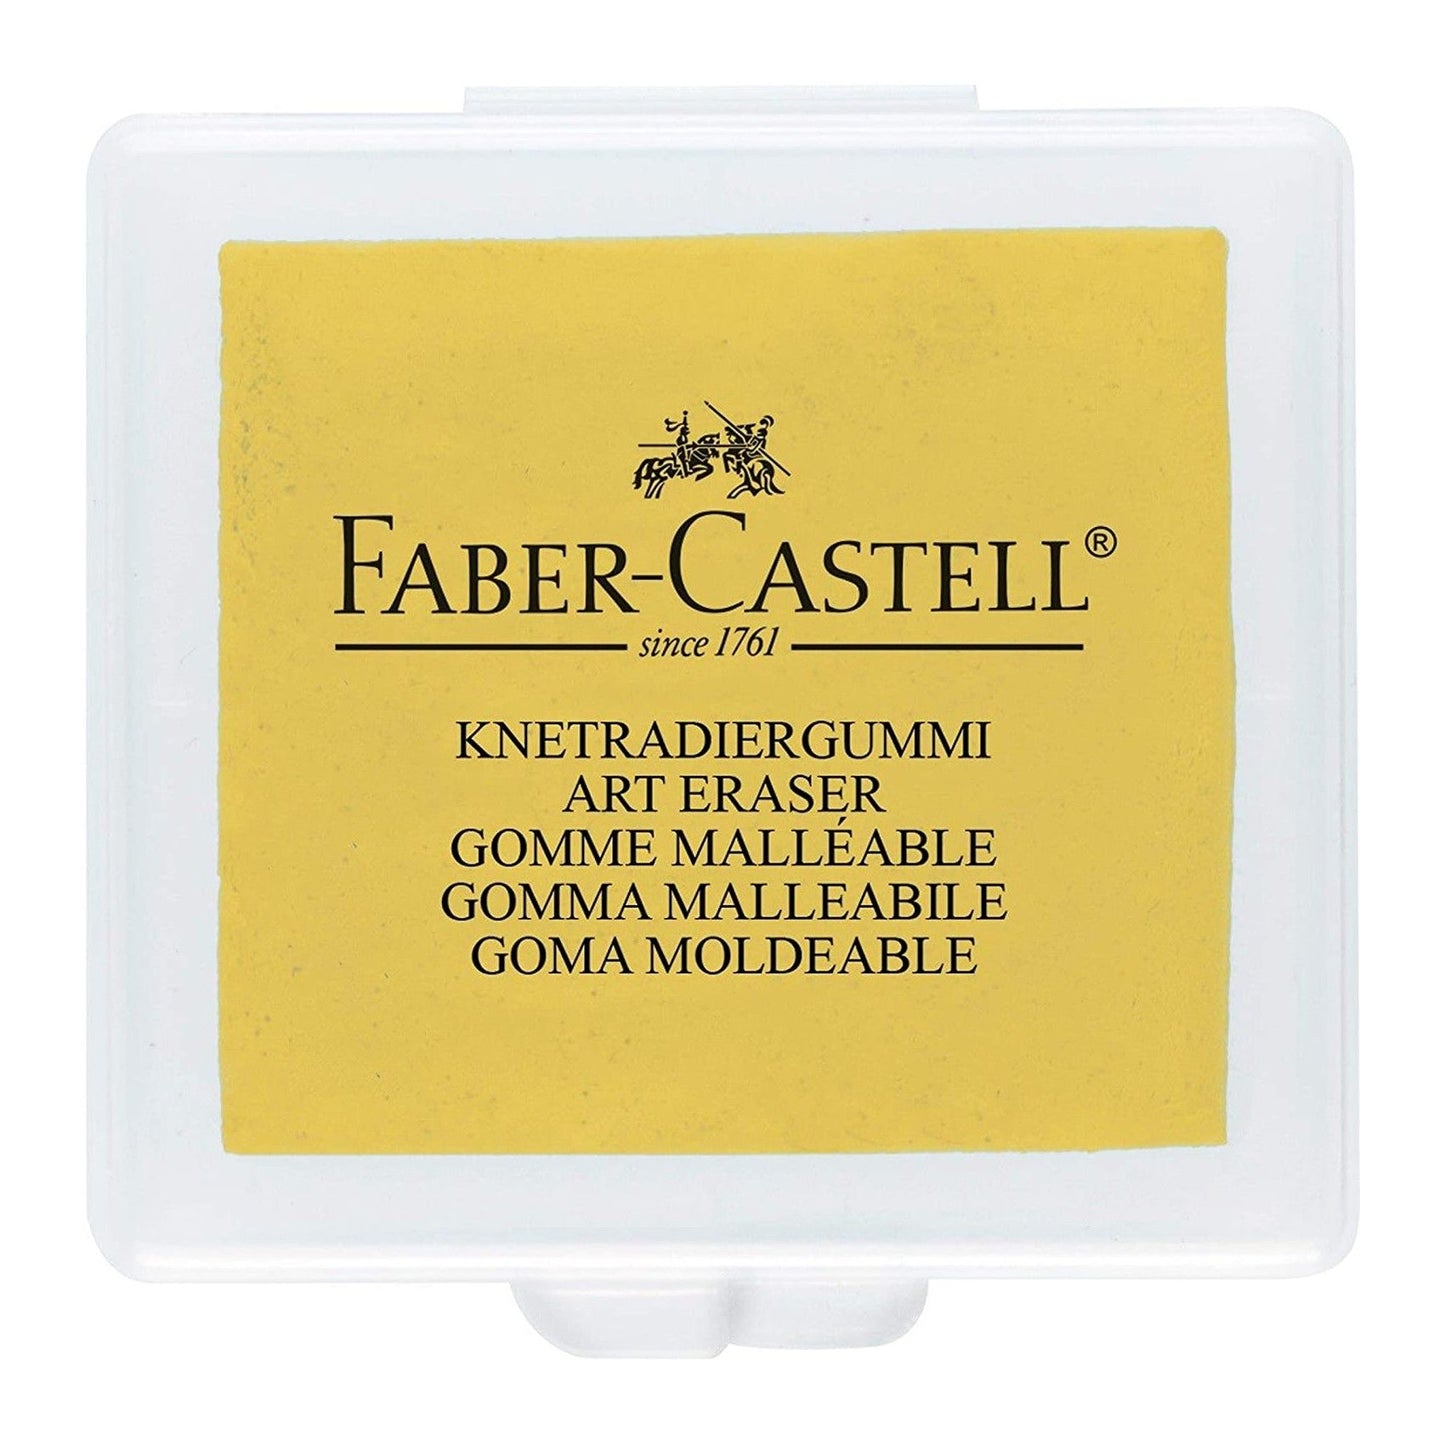 FABER-CASTELL®
since 1761
KNETRADIERGUMMI
ART ERASER
GOMME MALLÉABLE
GOMMA MALLEABILE
GOMA MOLDEABLE